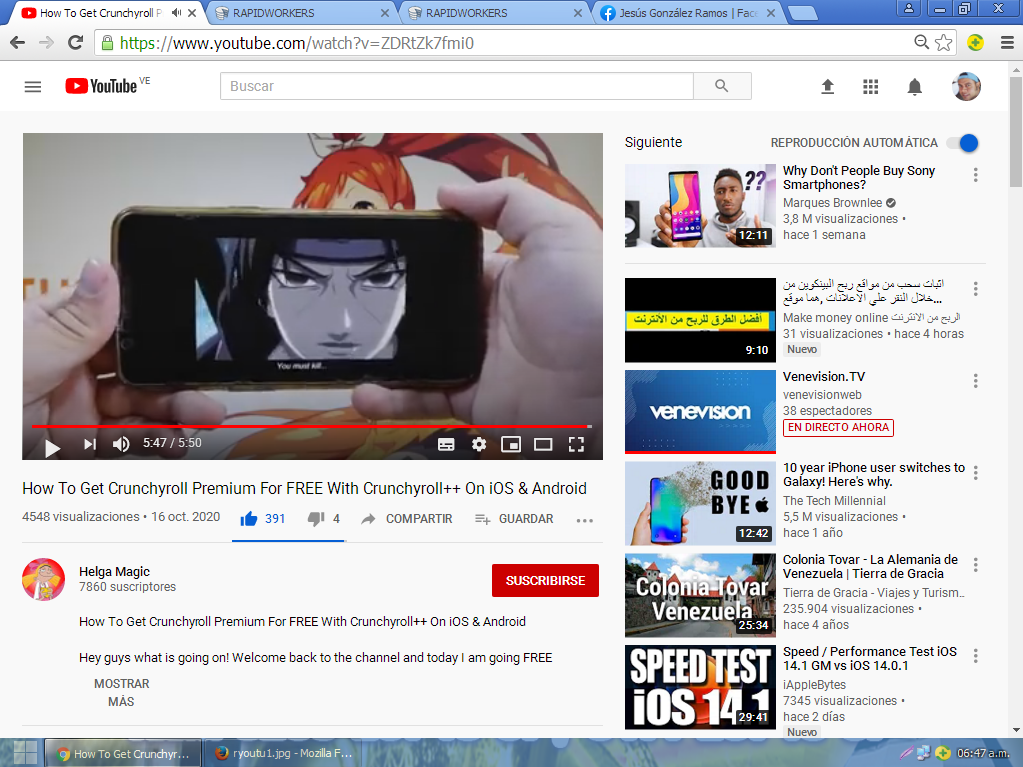 How To Get Crunchyroll P
RAPIDWORKERS
RAPIDWORKERS
Jesús González Ramos | Fac
https://www.youtube.com/watch?v=ZDRtZk7fmi0
YouTube VE
Buscar
You must kill...
5:47 / 5:50
How To Get Crunchyroll Premium For FREE With Crunchyroll++ On iOS & Android
4548 visualizaciones • 16 oct. 2020
391
4
COMPARTIR
GUARDAR
Helga Magic
7860 suscriptores
SUSCRIBIRSE
How To Get Crunchyroll Premium For FREE With Crunchyroll++ On iOS & Android
Hey guys what is going on! Welcome back to the channel and today I am going FREE
MOSTRAR
MÁS
Siguiente
REPRODUCCIÓN AUTOMÁTICA
??
12:11
Why Don't People Buy Sony
Smartphones?
Marques Brownlee
3,8 M visualizaciones •
hace 1 semana
أفضل الطرق للربح من الأنترنت
9:10
اثبات سحب من مواقع ربح البيتكوين من
خلال النقر علي الاعلانات ,هما موقع...
Make money online الربح من الانترنت
31 visualizaciones • hace 4 horas
Nuevo
VENEVISION
Venevision.TV
venevisionweb
38 espectadores
EN DIRECTO AHORA
GOOD
BYE
12:42
10 year iPhone user switches to
Galaxy! Here's why.
The Tech Millennial
5,5 M visualizaciones •
hace 1 año
Colonia Tovar
Venezuela
25:34
Colonia Tovar - La Alemania de
Venezuela | Tierra de Gracia
Tierra de Gracia - Viajes y Turism..
235.904 visualizaciones •
hace 4 años
SPEED TEST
iOS 14.1
29:41
Speed / Performance Test iOS
14.1 GM vs iOS 14.0.1
iAppleBytes
7345 visualizaciones •
hace 2 días
Nuevo
How To Get Crunchyr...
ryoutu1.jpg - Mozilla F...
06:47 a.m.